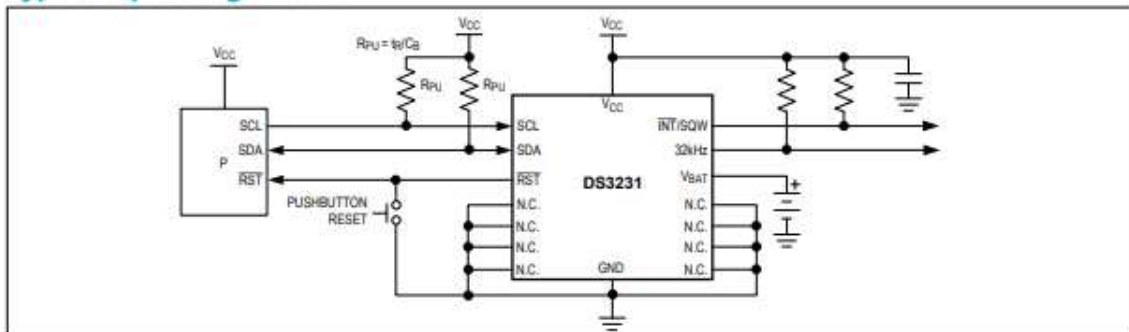 VCC
RPU = tR/CB
VCC
VCC
RPU
RPU
SCL
SDA
P
RST
PUSHBUTTON
RESET
VCC
SCL
SDA
RST
N.C.
N.C.
N.C.
N.C.
DS3231
GND
INT/SQW
32kHz
VBAT
N.C.
N.C.
N.C.
N.C.
+